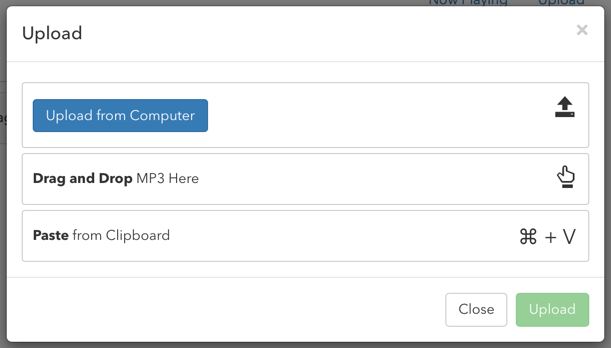 Now Playing Upload
Upload
×
Upload from Computer
Drag and Drop MP3 Here
Paste from Clipboard
⌘ + V
Close
Upload